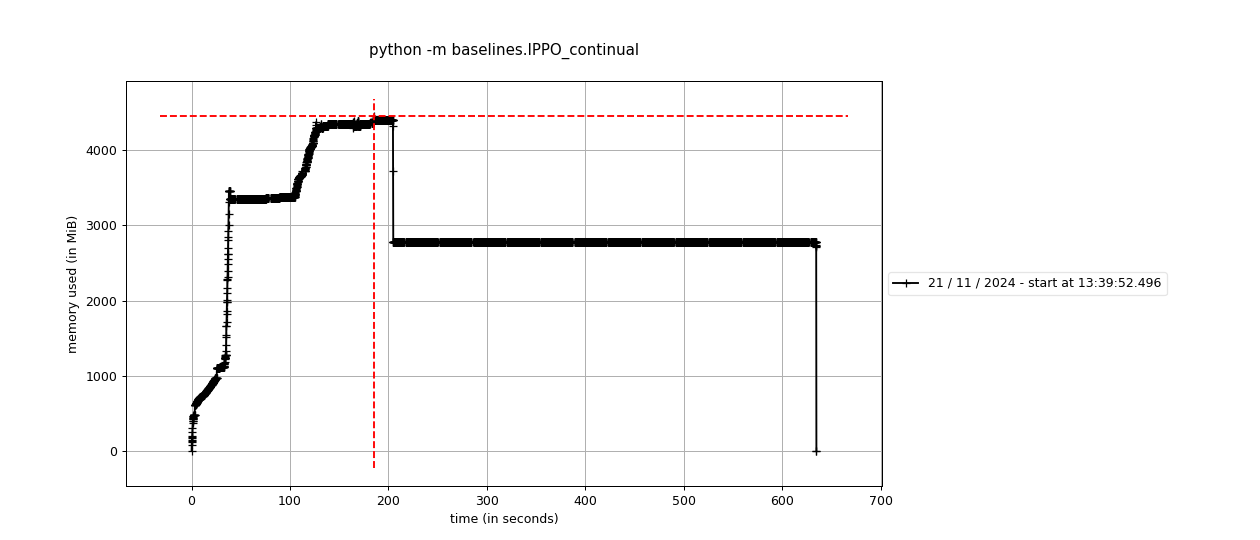 python -m baselines.IPPO_continual
4000
3000
2000
1000
0
memory used (in MiB)
0 100 200 300 400 500 600 700
time (in seconds)
21 / 11 / 2024 - start at 13:39:52.496